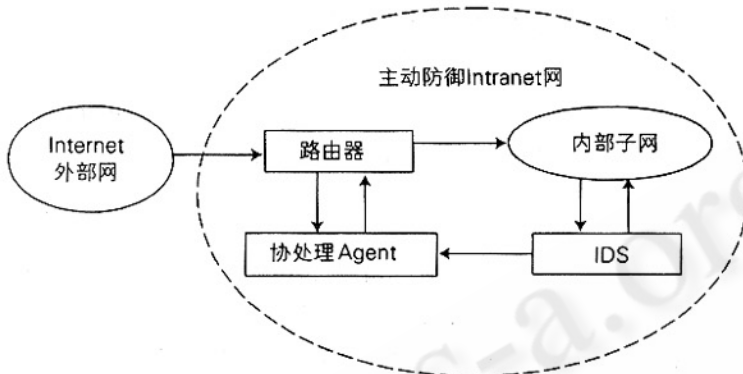 主动防御Intranet网
Internet
外部网
路由器
内部子网
协处理Agent
IDS
s-a.org